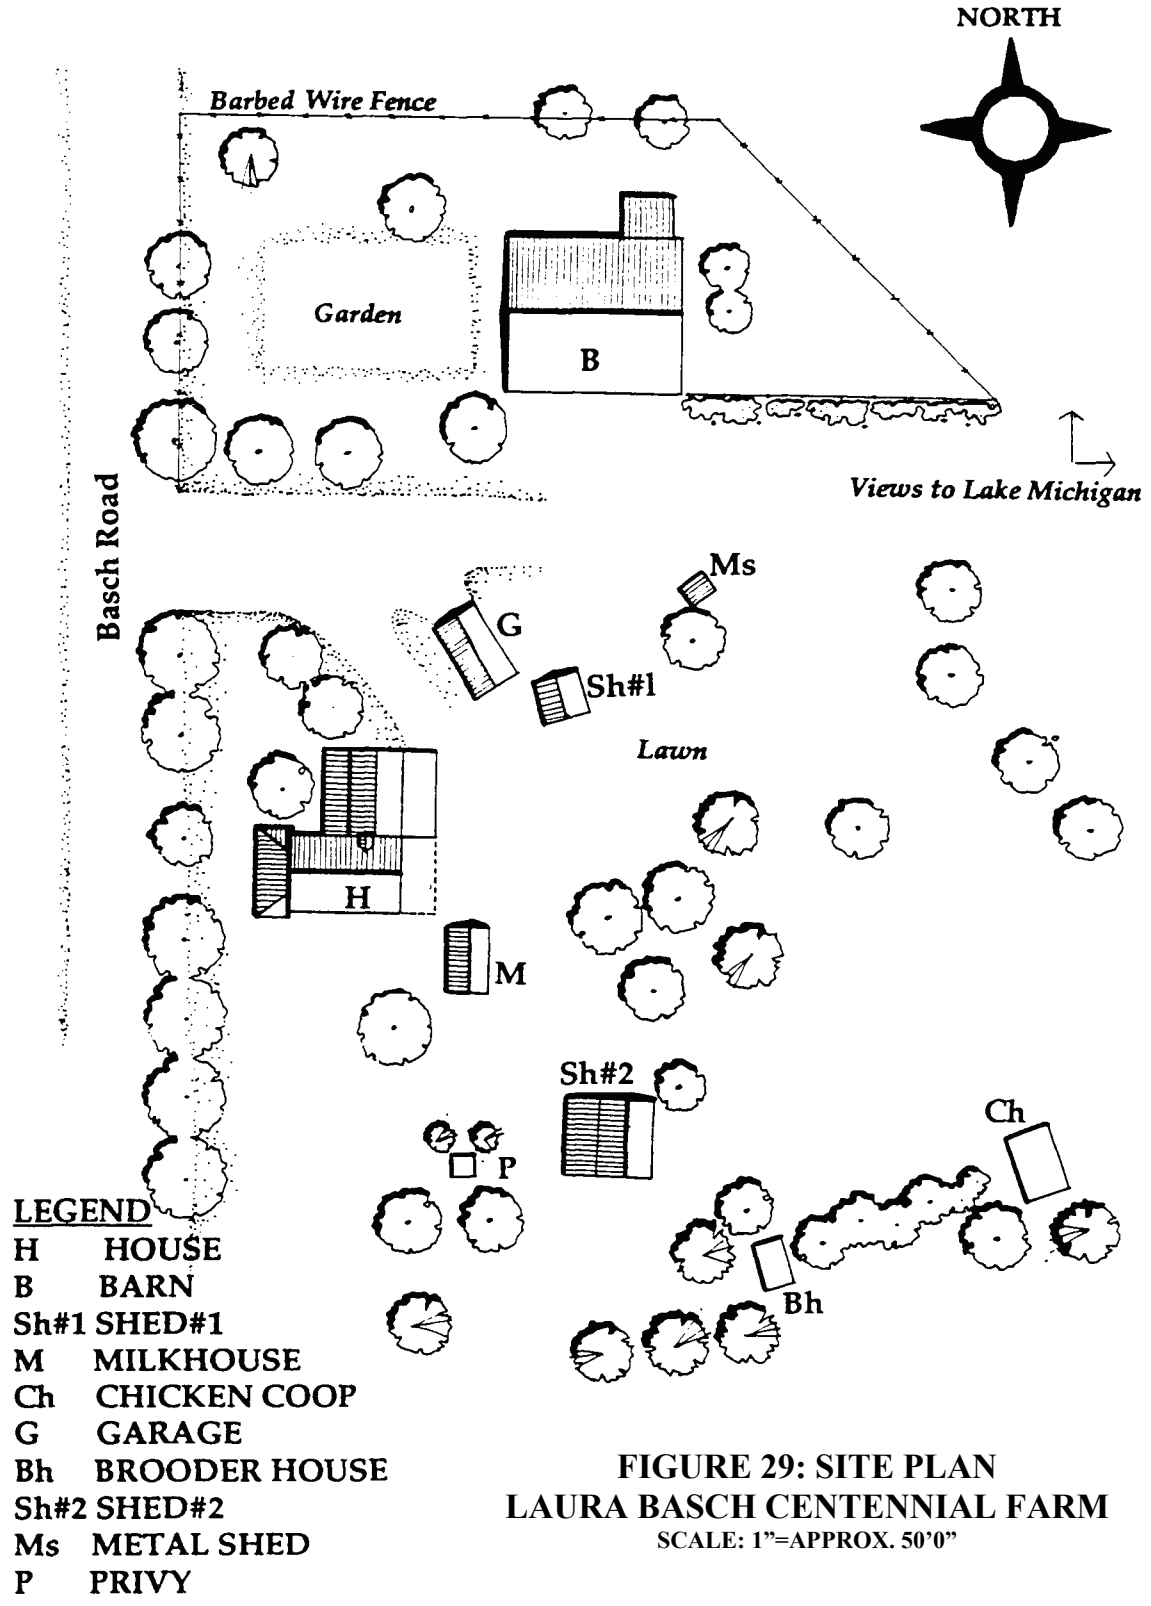 NORTH
Barbed Wire Fence
Garden
B
Views to Lake Michigan
Basch Road
Ms
G
Sh#1
Lawn
H
M
Sh#2
Ch
P
Bh
LEGEND
H HOUSE
B BARN
Sh#1 SHED#1
M MILKHOUSE
Ch CHICKEN COOP
G GARAGE
Bh BROODER HOUSE
Sh#2 SHED#2
Ms METAL SHED
P PRIVY
FIGURE 29: SITE PLAN
LAURA BASCH CENTENNIAL FARM
SCALE: 1”=APPROX. 50’0”